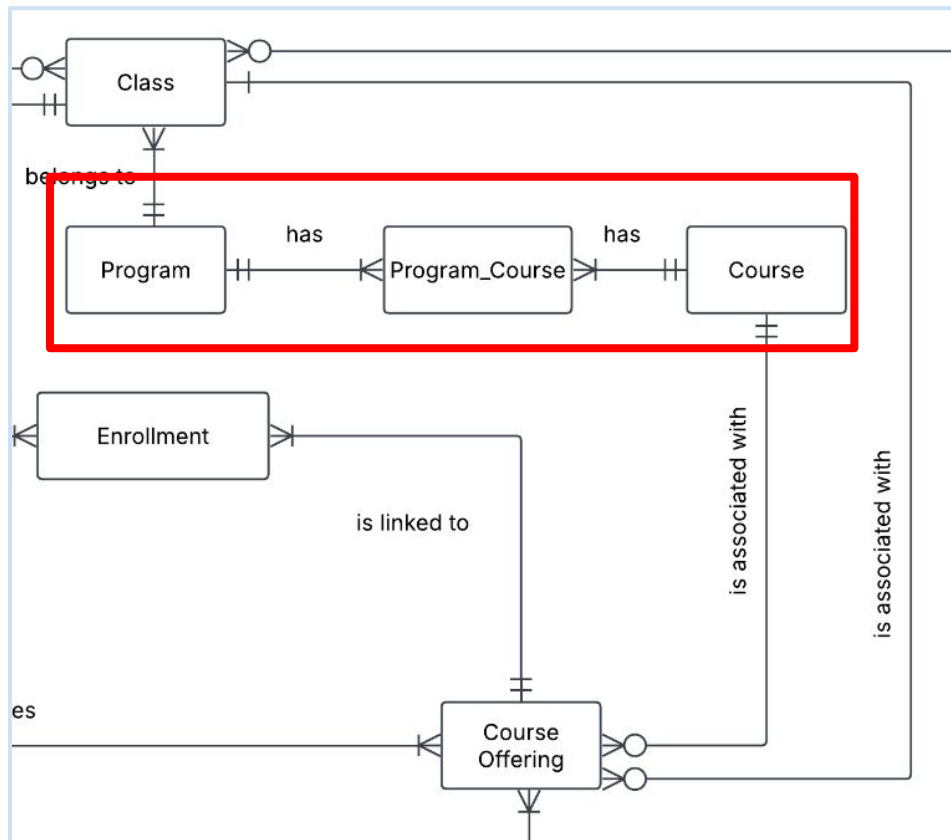 Class
belongs to
has
has
Program
Program_Course
Course
Enrollment
is associated with
is associated with
is linked to
es
Course
Offering